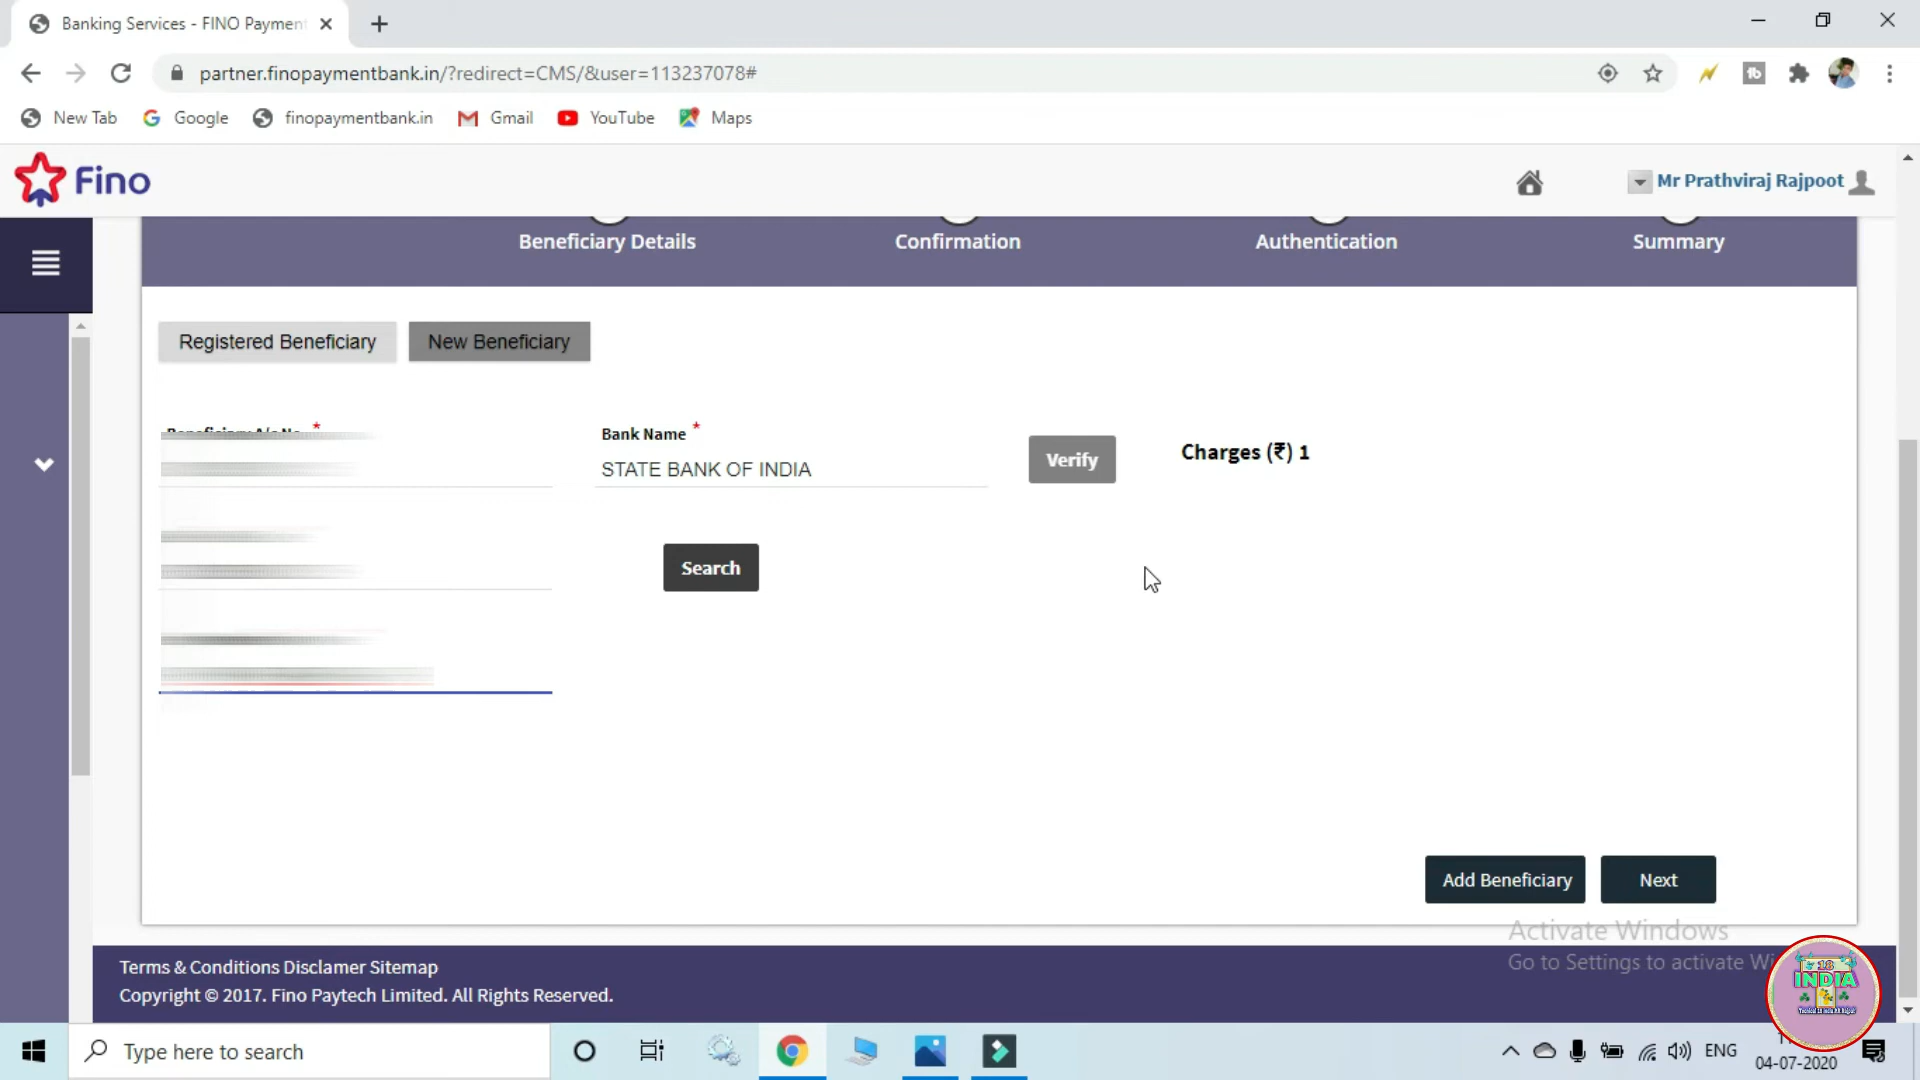 Banking Services - FINO Payment
partner.finopaymentbank.in/?redirect=CMS/&user=113237078#
New Tab
Google
finopaymentbank.in
Gmail
YouTube
Maps
Fino
Mr Prathviraj Rajpoot
Beneficiary Details
Confirmation
Authentication
Summary
Registered Beneficiary
New Beneficiary
Bank Name *
STATE BANK OF INDIA
Verify
Charges (₹) 1
Search
Add Beneficiary
Next
Activate Windows
Go to Settings to activate
Terms & Conditions Disclamer Sitemap
Copyright © 2017. Fino Paytech Limited. All Rights Reserved.
18
INDIA
Type here to search
ENG
04-07-2020